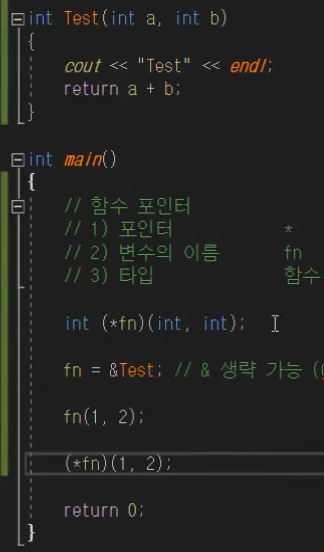 int Test(int a, int b)
{
cout << "Test" << endl;
return a + b;
}
int main()
{
// 함수 포인터
// 1) 포인터 *
// 2) 변수의 이름 fn
// 3) 타입 함수
int (*fn)(int, int);
fn = &Test; // & 생략 가능
fn(1, 2);
(*fn)(1, 2);
return 0;
}